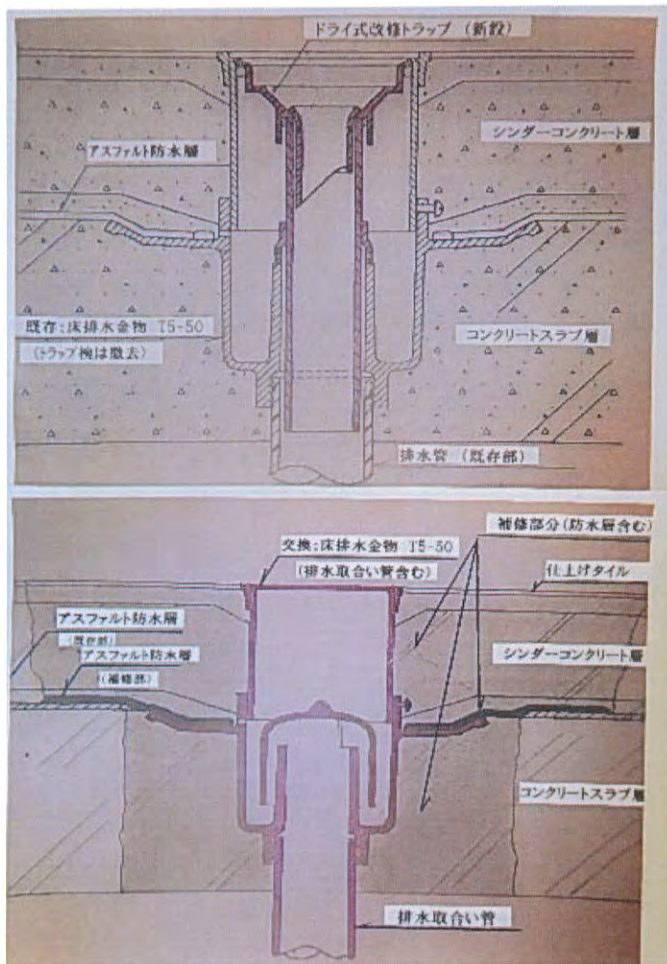 ドライ式改修トラップ (新設)
シンダーコンクリート層
アスファルト防水層
既存:床排水金物 T5-50
(トラップ椀は撤去)
コンクリートスラブ層
排水管 (既存部)
補修部分(防水層含む)
交換:床排水金物 T5-50
(排水取合い管含む)
仕上げタイル
アスファルト防水層
(既存部)
アスファルト防水層
(補修部)
シンダーコンクリート層
コンクリートスラブ層
排水取合い管